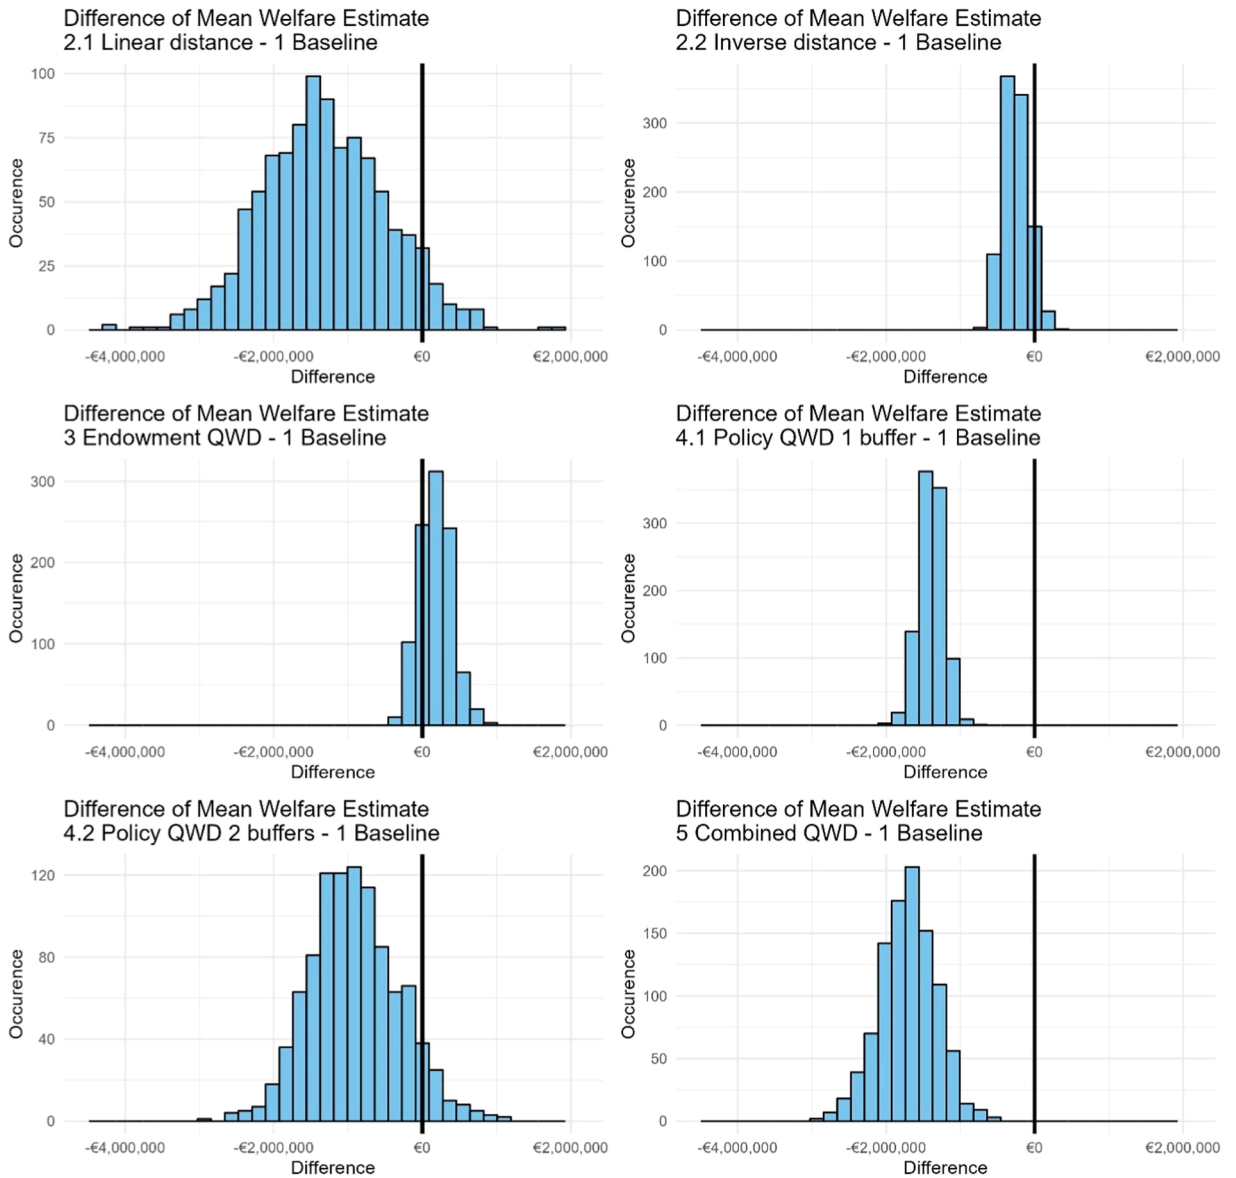 Difference of Mean Welfare Estimate
2.1 Linear distance - 1 Baseline
100
75
50
25
0
Occurence
-€4,000,000
-€2,000,000
€0
€2,000,000
Difference
Difference of Mean Welfare Estimate
2.2 Inverse distance - 1 Baseline
300
200
100
0
Occurence
-€4,000,000
-€2,000,000
€0
€2,000,000
Difference
Difference of Mean Welfare Estimate
3 Endowment QWD - 1 Baseline
300
200
100
0
Occurence
-€4,000,000
-€2,000,000
€0
€2,000,000
Difference
Difference of Mean Welfare Estimate
4.1 Policy QWD 1 buffer - 1 Baseline
300
200
100
0
Occurence
-€4,000,000
-€2,000,000
€0
€2,000,000
Difference
Difference of Mean Welfare Estimate
4.2 Policy QWD 2 buffers - 1 Baseline
120
80
40
0
Occurence
-€4,000,000
-€2,000,000
€0
€2,000,000
Difference
Difference of Mean Welfare Estimate
5 Combined QWD - 1 Baseline
200
150
100
50
0
Occurence
-€4,000,000
-€2,000,000
€0
€2,000,000
Difference